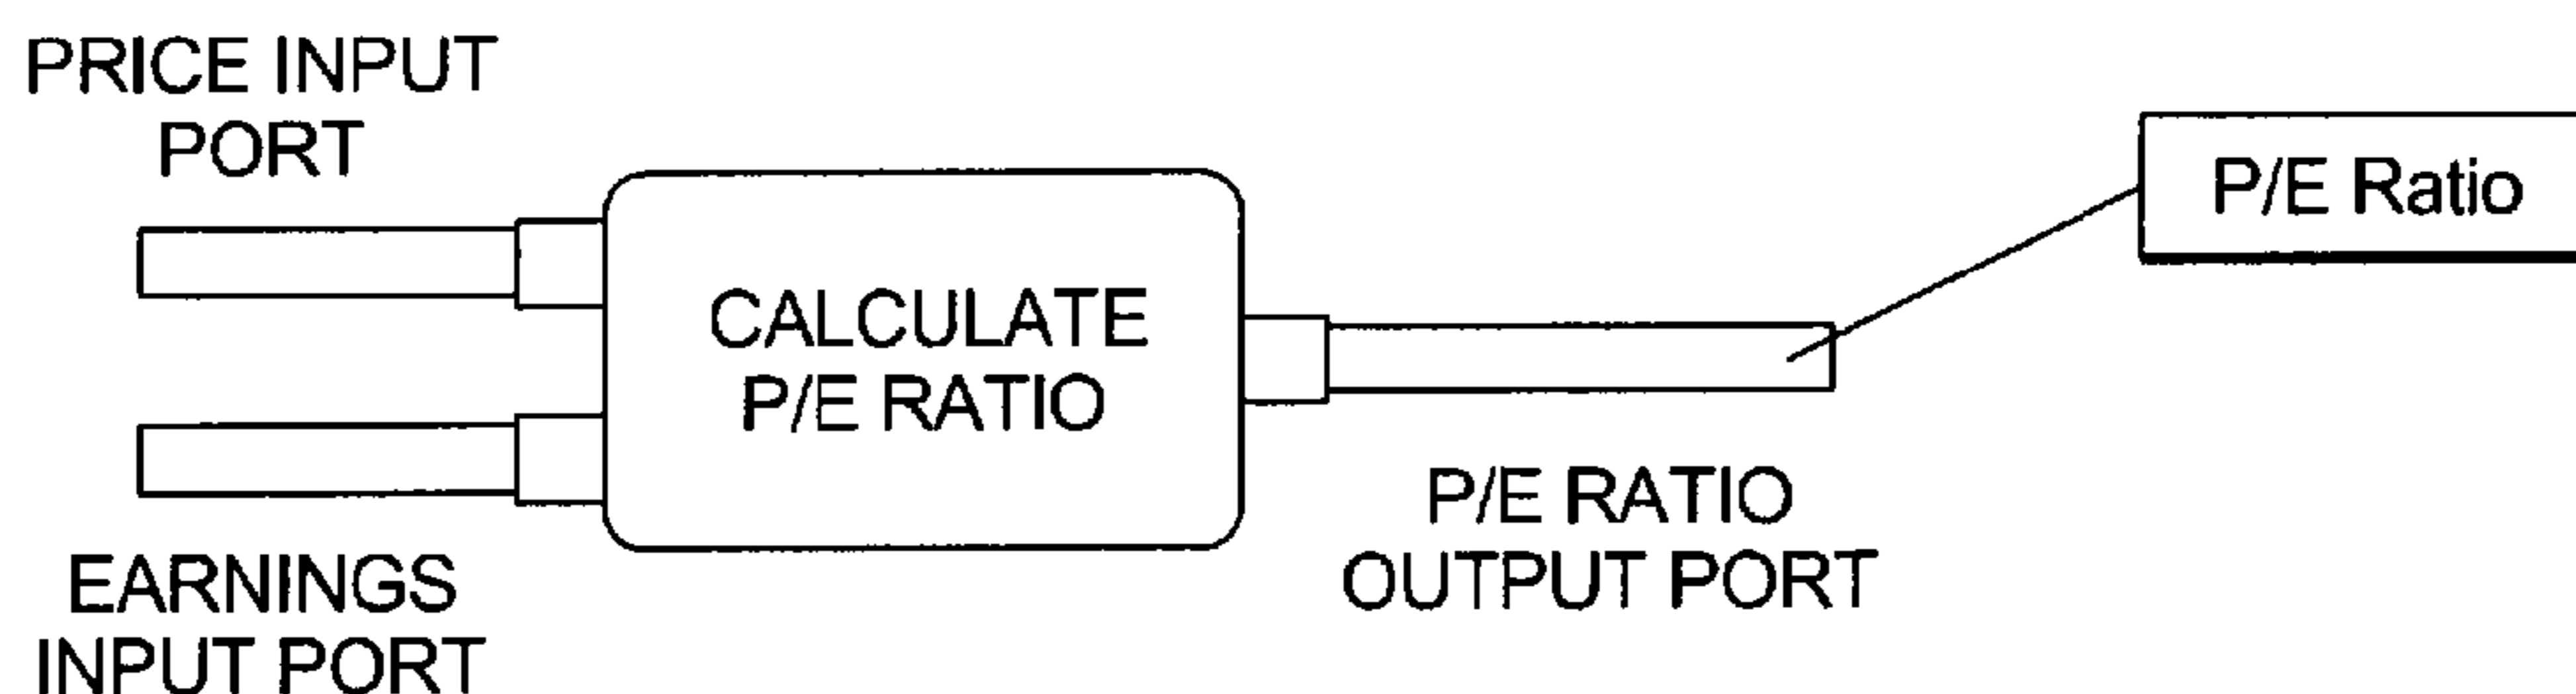 PRICE INPUT
PORT
CALCULATE
P/E RATIO
EARNINGS
INPUT PORT
P/E RATIO
OUTPUT PORT
P/E Ratio